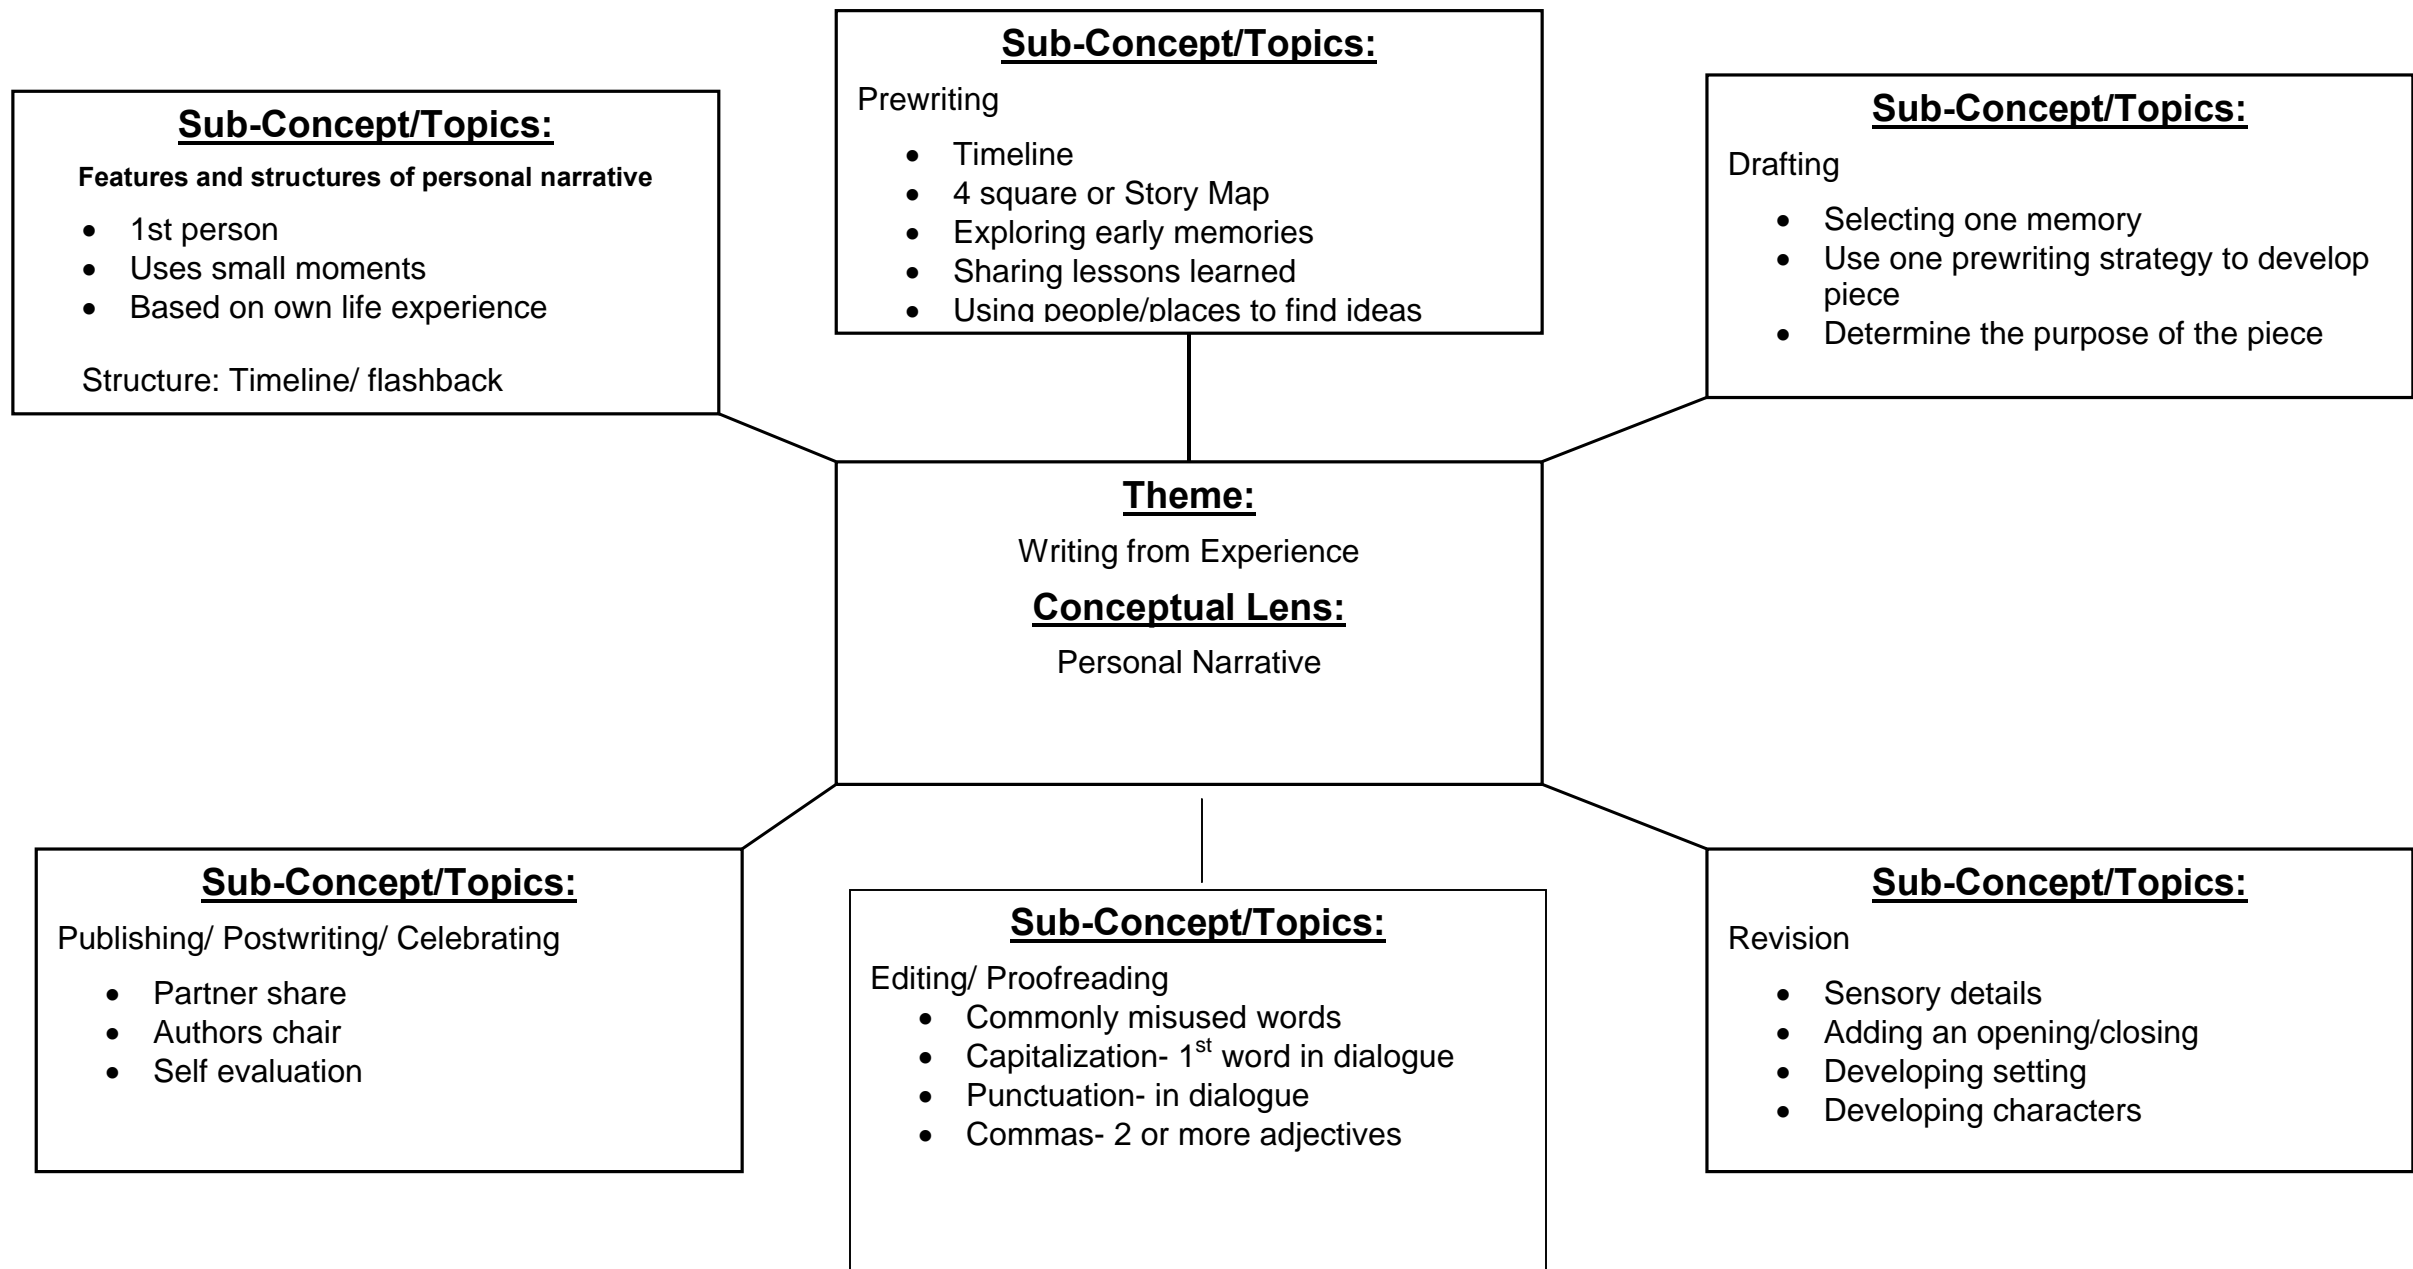 Sub-Concept/Topics:
Features and structures of personal narrative
• 1st person
• Uses small moments
• Based on own life experience
Structure: Timeline/ flashback
Sub-Concept/Topics:
Prewriting
• Timeline
• 4 square or Story Map
• Exploring early memories
• Sharing lessons learned
• Using people/places to find ideas
Sub-Concept/Topics:
Drafting
• Selecting one memory
• Use one prewriting strategy to develop
piece
• Determine the purpose of the piece
Theme:
Writing from Experience
Conceptual Lens:
Personal Narrative
Sub-Concept/Topics:
Publishing/ Postwriting/ Celebrating
• Partner share
• Authors chair
• Self evaluation
Sub-Concept/Topics:
Editing/ Proofreading
• Commonly misused words
• Capitalization- 1st word in dialogue
• Punctuation- in dialogue
• Commas- 2 or more adjectives
Sub-Concept/Topics:
Revision
• Sensory details
• Adding an opening/closing
• Developing setting
• Developing characters